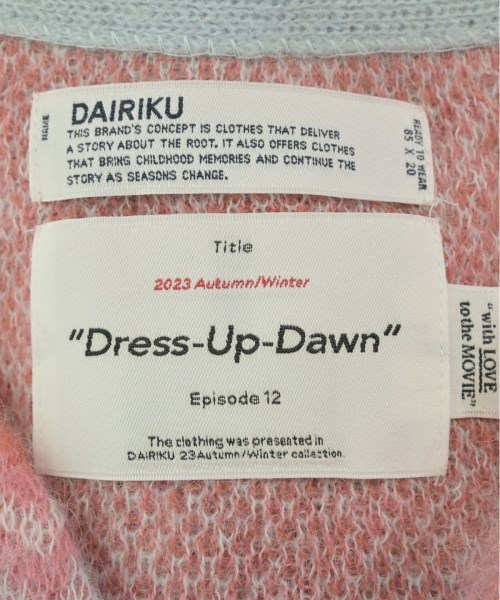 NAME
DAIRIKU
THIS BRAND'S CONCEPT IS CLOTHES THAT DELIVER
A STORY ABOUT THE ROOT. IT ALSO OFFERS CLOTHES
THAT BRING CHILDHOOD MEMORIES AND CONTINUE THE
STORY AS SEASONS CHANGE.
READY TO WEAR
85 X 20
Title
2023 Autumn/Winter
"Dress-Up-Dawn"
Episode 12
The clothing was presented in
DAIRIKU 23Autumn/Winter collection.
"with LOVE
to the MOVIE"